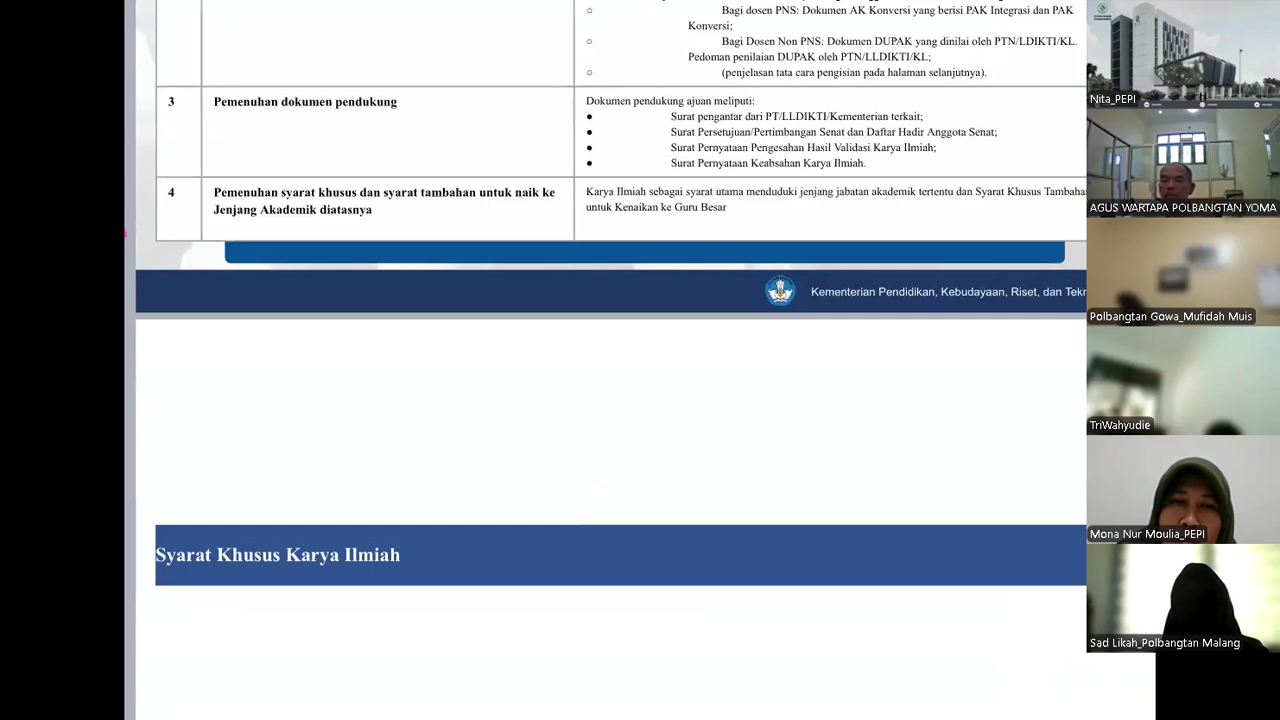 ○ Bagi dosen PNS: Dokumen AK Konversi yang berisi PAK Integrasi dan PAK
Konversi;
○ Bagi Dosen Non PNS: Dokumen DUPAK yang dinilai oleh PTN/LDIKTI/KL.
Pedoman penilaian DUPAK oleh PTN/LLDIKTI/KL;
○ (penjelasan tata cara pengisian pada halaman selanjutnya).
3 Pemenuhan dokumen pendukung
Dokumen pendukung ajuan meliputi:
● Surat pengantar dari PT/LLDIKTI/Kementerian terkait;
● Surat Persetujuan/Pertimbangan Senat dan Daftar Hadir Anggota Senat;
● Surat Pernyataan Pengesahan Hasil Validasi Karya Ilmiah;
● Surat Pernyataan Keabsahan Karya Ilmiah.
4 Pemenuhan syarat khusus dan syarat tambahan untuk naik ke
Jenjang Akademik diatasnya
Karya Ilmiah sebagai syarat utama menduduki jenjang jabatan akademik tertentu dan Syarat Khusus Tambahan
untuk Kenaikan ke Guru Besar
Kementerian Pendidikan, Kebudayaan, Riset, dan Tekn
Syarat Khusus Karya Ilmiah
Nita_PEPI
AGUS WARTAPA POLBANGTAN YOMA
Polbangtan Gowa_Mufidah Muis
TriWahyudie
Mona Nur Moulia_PEPI
Sad Likah_Polbangtan Malang